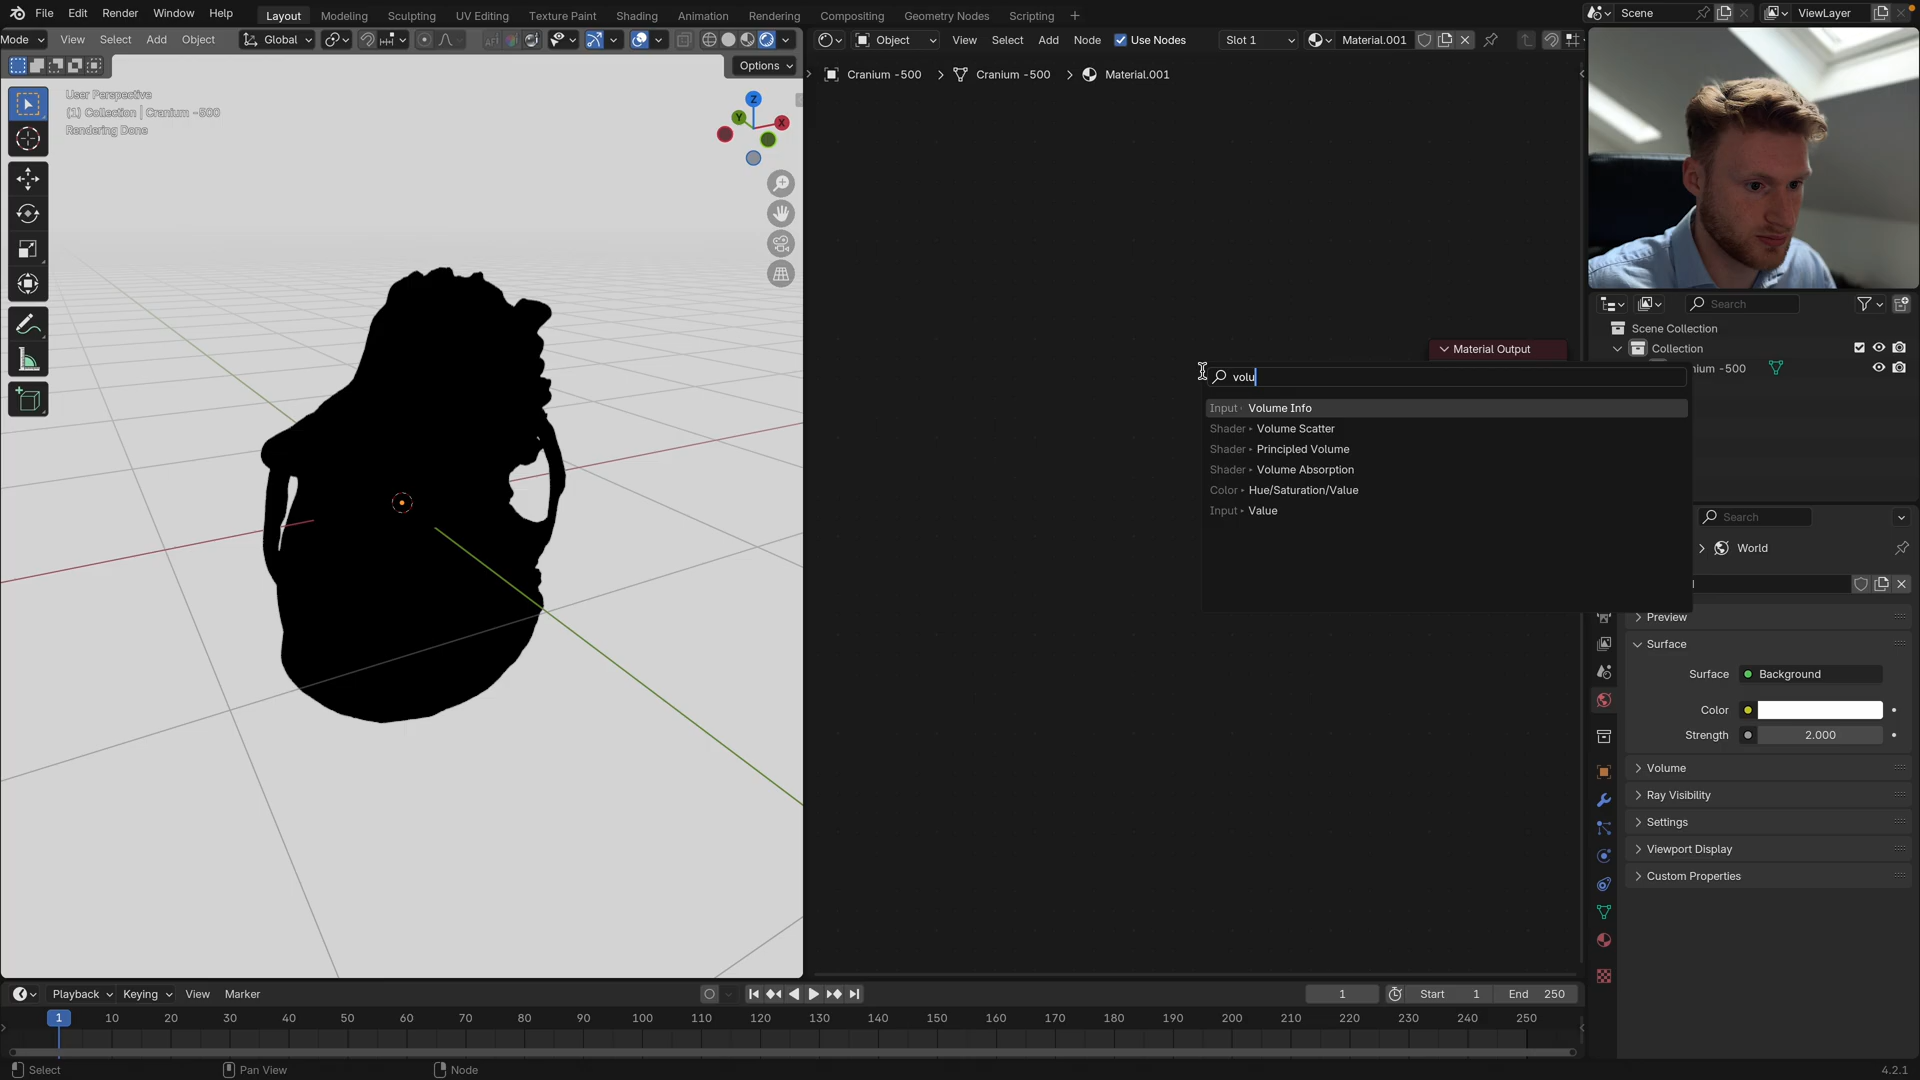 File Edit Render Window Help Layout Modeling Sculpting UV Editing Texture Paint Shading Animation Rendering Compositing Geometry Nodes Scripting + Scene ViewLayer
Mode View Select Add Object Global Object View Select Add Node Use Nodes Slot 1 Material.001
Options
Cranium -500 > Cranium -500 > Material.001
User Perspective
(1) Collection | Cranium -500
Rendering Done
Z
Y
X
Search
Scene Collection
Collection
nium -500
Material Output
volu
Input Volume Info
Shader Volume Scatter
Shader Principled Volume
Shader Volume Absorption
Color Hue/Saturation/Value
Input Value
Search
World
Preview
Surface
Surface Background
Color
Strength 2.000
Volume
Ray Visibility
Settings
Viewport Display
Custom Properties
Playback Keying View Marker 1 Start 1 End 250
1 10 20 30 40 50 60 70 80 90 100 110 120 130 140 150 160 170 180 190 200 210 220 230 240 250
Select Pan View Node 4.2.1